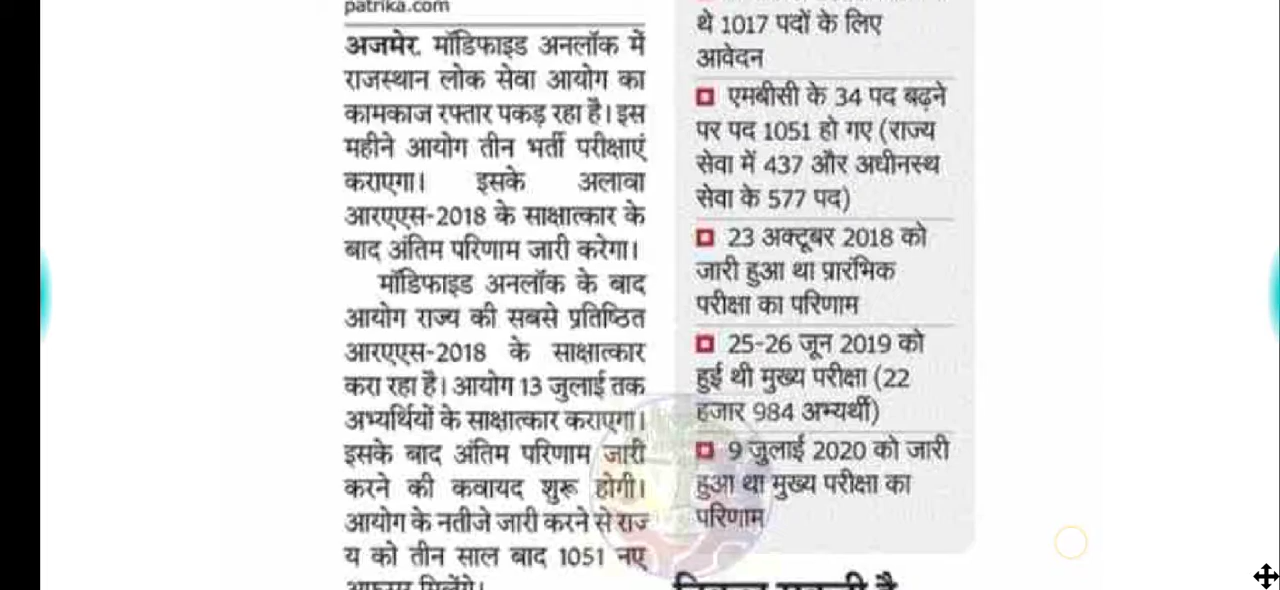 patrika.com
अजमेर. मॉडिफाइड अनलॉक में
राजस्थान लोक सेवा आयोग का
कामकाज रफ्तार पकड़ रहा है। इस
महीने आयोग तीन भर्ती परीक्षाएं
कराएगा। इसके अलावा
आरएएस-2018 के साक्षात्कार के
बाद अंतिम परिणाम जारी करेगा।
मॉडिफाइड अनलॉक के बाद
आयोग राज्य की सबसे प्रतिष्ठित
आरएएस-2018 के साक्षात्कार
करा रहा है। आयोग 13 जुलाई तक
अभ्यर्थियों के साक्षात्कार कराएगा।
इसके बाद अंतिम परिणाम जारी
करने की कवायद शुरू होगी।
आयोग के नतीजे जारी करने से राज
य को तीन साल बाद 1051 नए
अफसर मिलेंगे।
थे 1017 पदों के लिए
आवेदन
एमबीसी के 34 पद बढ़ने
पर पद 1051 हो गए (राज्य
सेवा में 437 और अधीनस्थ
सेवा के 577 पद)
23 अक्टूबर 2018 को
जारी हुआ था प्रारंभिक
परीक्षा का परिणाम
25-26 जून 2019 को
हुई थी मुख्य परीक्षा (22
हजार 984 अभ्यर्थी)
9 जुलाई 2020 को जारी
हुआ था मुख्य परीक्षा का
परिणाम